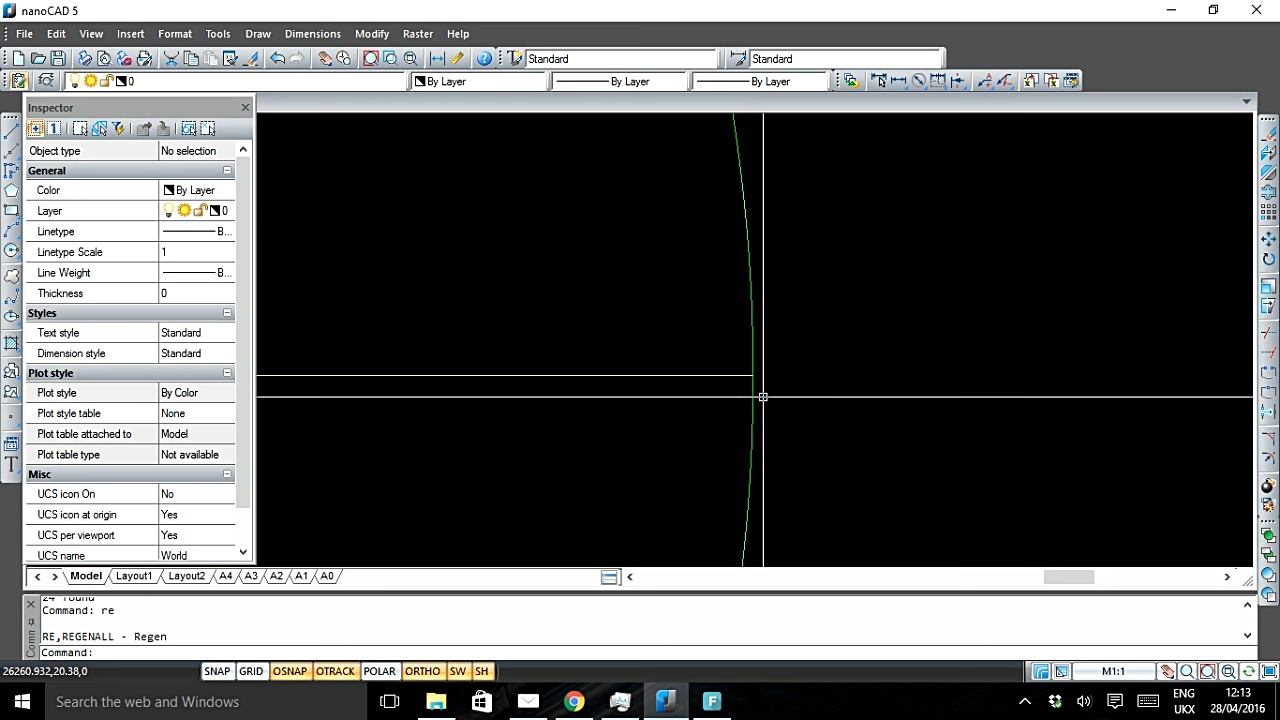 nanoCAD 5
File Edit View Insert Format Tools Draw Dimensions Modify Raster Help
Standard Standard
0 By Layer By Layer By Layer
Inspector
Object type No selection
General
Color By Layer
Layer 0
Linetype B...
Linetype Scale 1
Line Weight B...
Thickness 0
Styles
Text style Standard
Dimension style Standard
Plot style
Plot style By Color
Plot style table None
Plot table attached to Model
Plot table type Not available
Misc
UCS icon On No
UCS icon at origin Yes
UCS per viewport Yes
UCS name World
Model Layout1 Layout2 A4 A3 A2 A1 A0
24 found
Command: re
RE,REGENALL - Regen
Command:
26260.932,20.38,0 SNAP GRID OSNAP OTRACK POLAR ORTHO SW SH M1:1
Search the web and Windows
ENG 12:13
UKX 28/04/2016